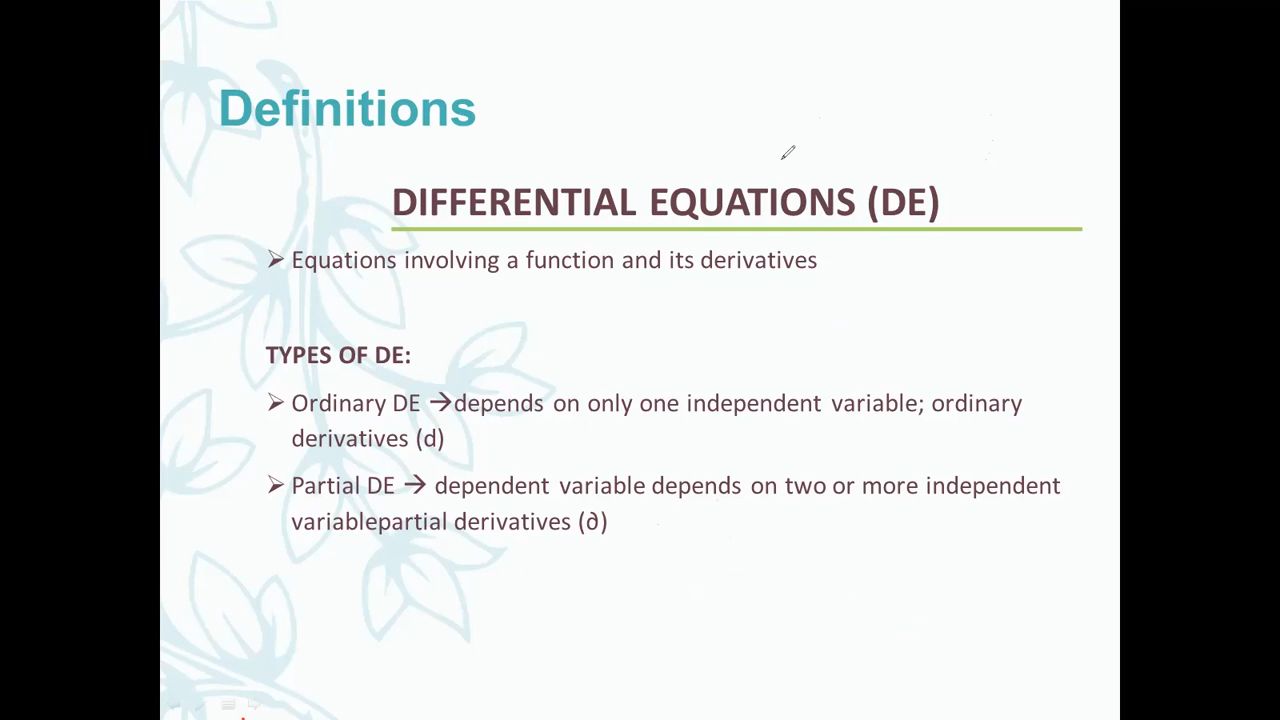 Definitions
DIFFERENTIAL EQUATIONS (DE)
➢ Equations involving a function and its derivatives
TYPES OF DE:
➢ Ordinary DE →depends on only one independent variable; ordinary
derivatives (d)
➢ Partial DE → dependent variable depends on two or more independent
variablepartial derivatives (∂)